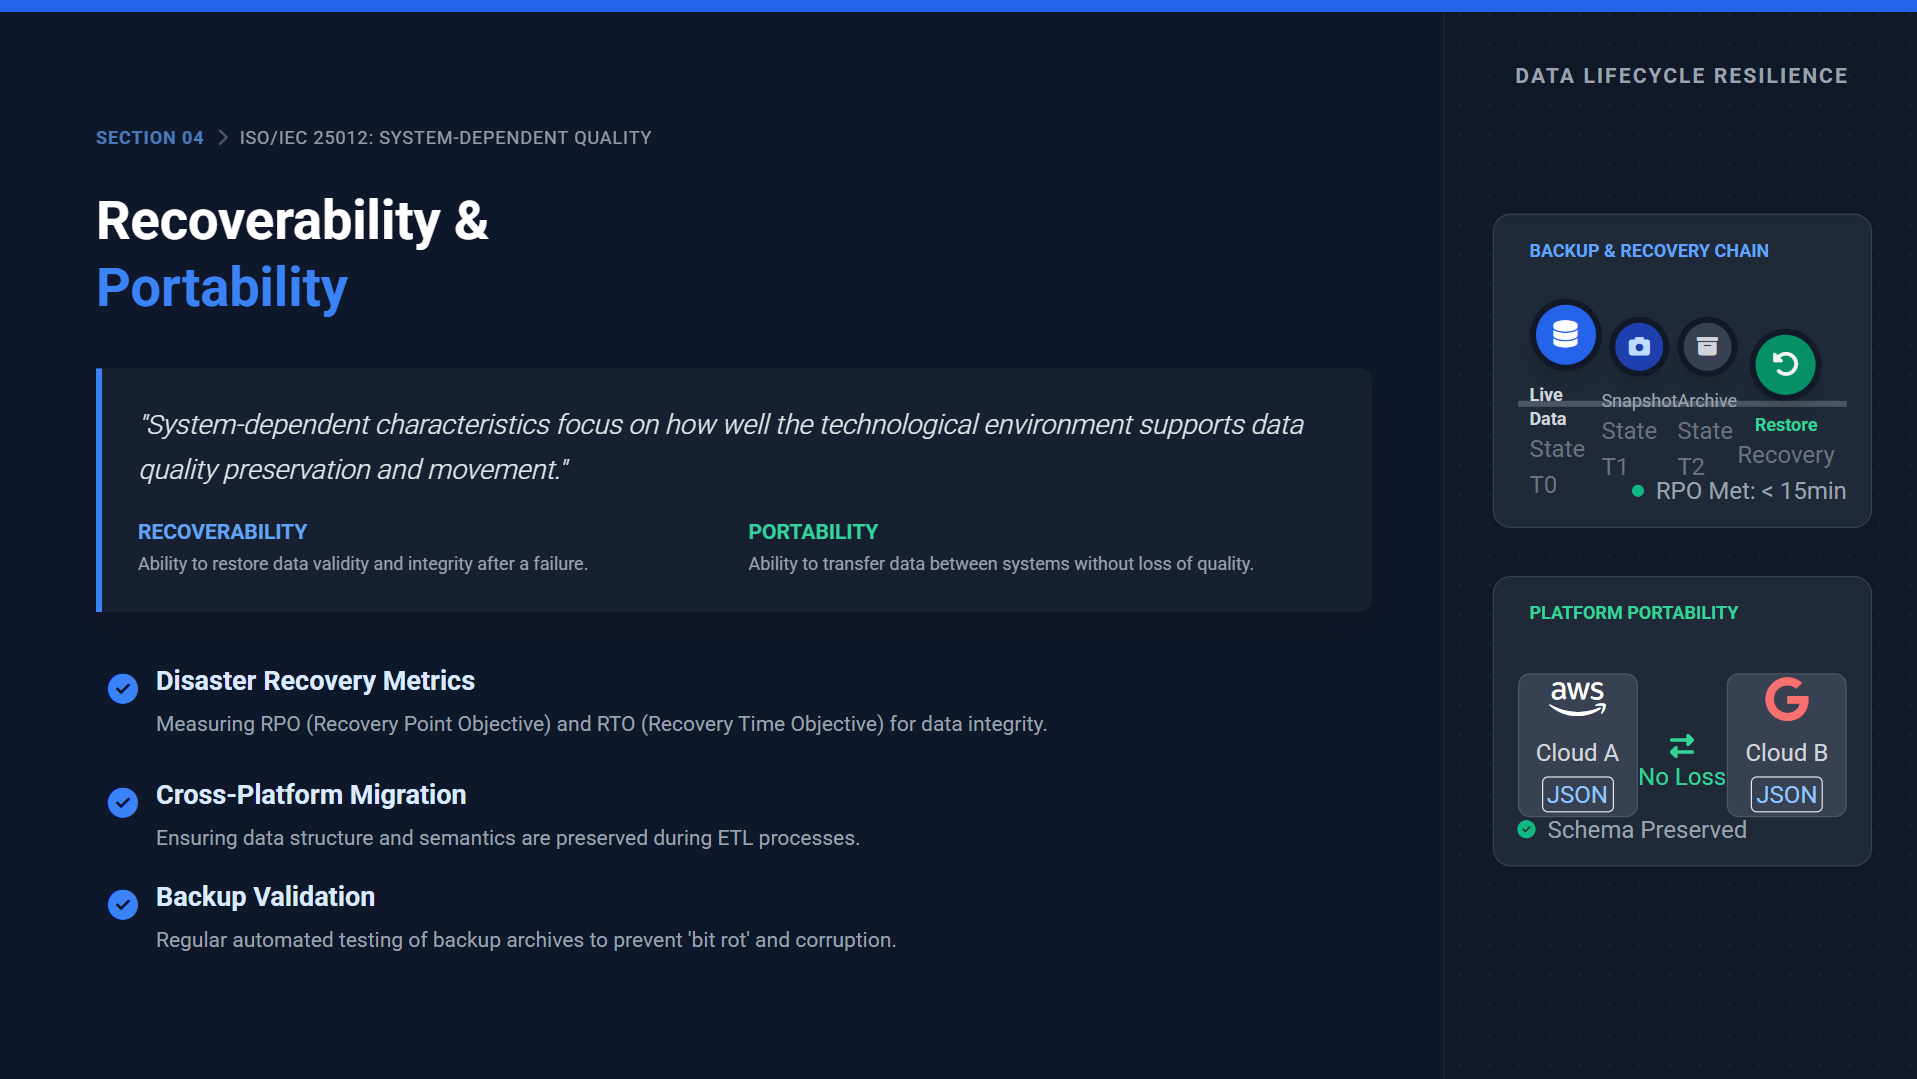 SECTION 04 > ISO/IEC 25012: SYSTEM-DEPENDENT QUALITY
Recoverability &
Portability
"System-dependent characteristics focus on how well the technological environment supports data
quality preservation and movement."
RECOVERABILITY
Ability to restore data validity and integrity after a failure.
PORTABILITY
Ability to transfer data between systems without loss of quality.
Disaster Recovery Metrics
Measuring RPO (Recovery Point Objective) and RTO (Recovery Time Objective) for data integrity.
Cross-Platform Migration
Ensuring data structure and semantics are preserved during ETL processes.
Backup Validation
Regular automated testing of backup archives to prevent 'bit rot' and corruption.
DATA LIFECYCLE RESILIENCE
BACKUP & RECOVERY CHAIN
Live
Data
State
T0
Snapshot
State
T1
Archive
State
T2
Restore
Recovery
RPO Met: < 15min
PLATFORM PORTABILITY
aws
Cloud A
JSON
No Loss
G
Cloud B
JSON
Schema Preserved